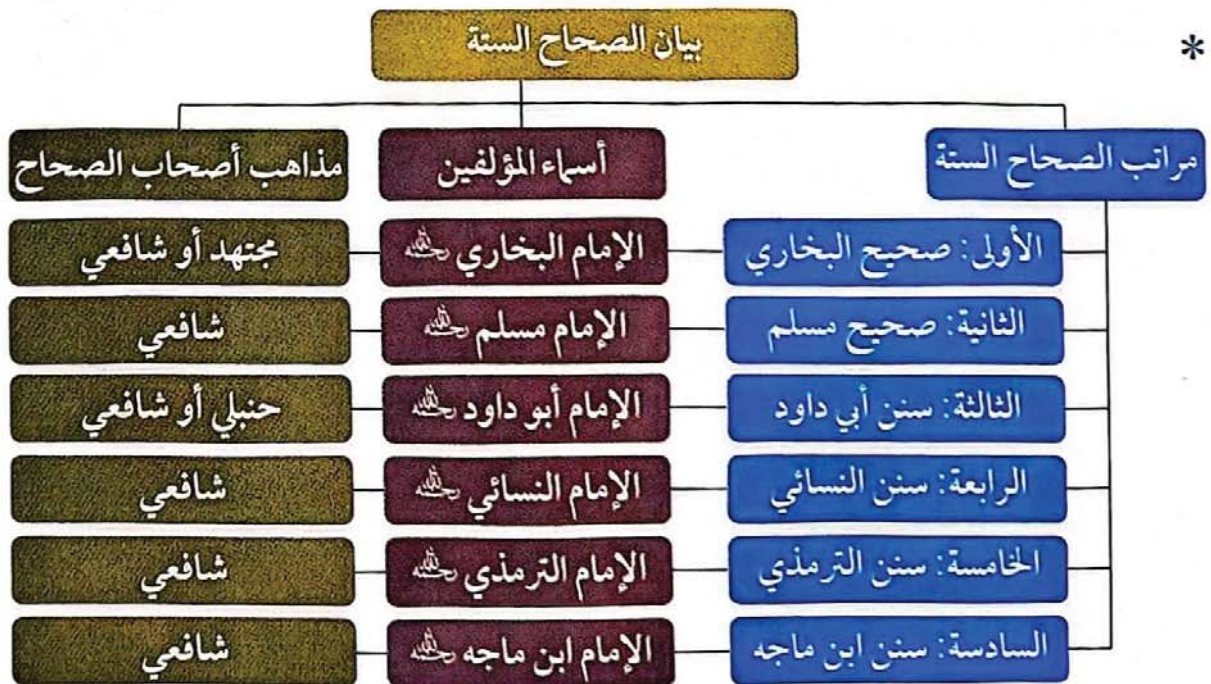 *
بيان الصحاح الستة
مراتب الصحاح الستة
أسماء المؤلفين
مذاهب أصحاب الصحاح
الأولى: صحيح البخاري
الإمام البخاري رحمه الله
مجتهد أو شافعي
الثانية: صحيح مسلم
الإمام مسلم رحمه الله
شافعي
الثالثة: سنن أبي داود
الإمام أبو داود رحمه الله
حنبلي أو شافعي
الرابعة: سنن النسائي
الإمام النسائي رحمه الله
شافعي
الخامسة: سنن الترمذي
الإمام الترمذي رحمه الله
شافعي
السادسة: سنن ابن ماجه
الإمام ابن ماجه رحمه الله
شافعي